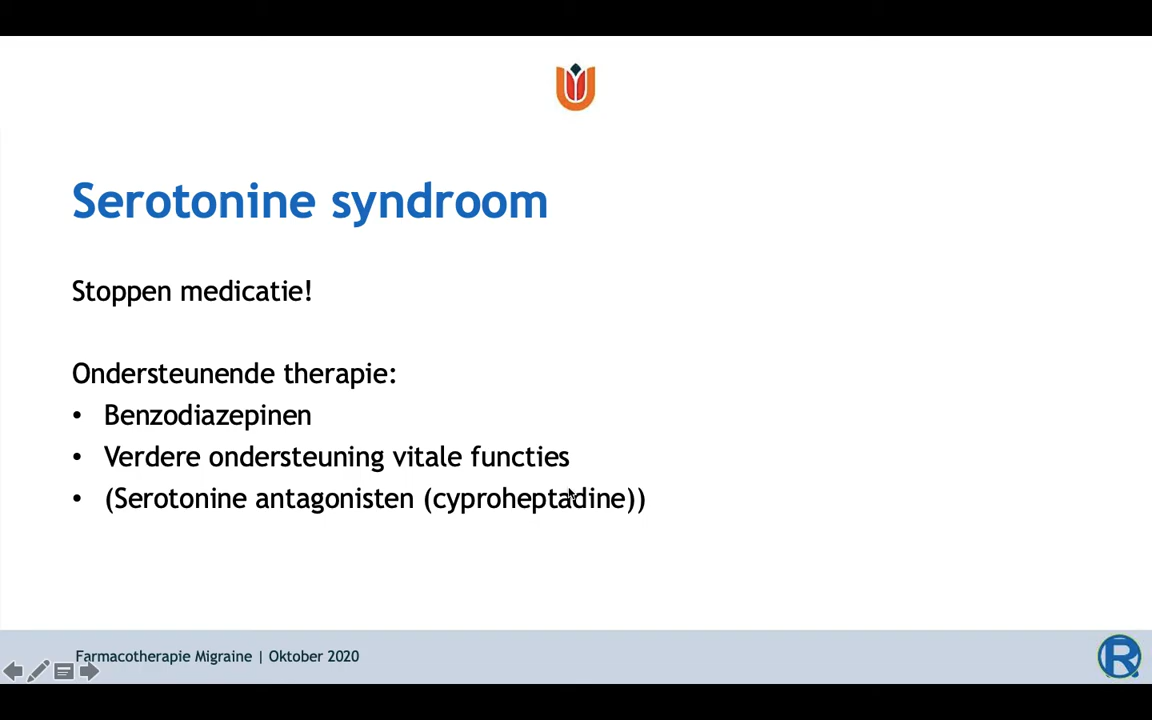 Serotonine syndroom
Stoppen medicatie!
Ondersteunende therapie:
• Benzodiazepinen
• Verdere ondersteuning vitale functies
• (Serotonine antagonisten (cyproheptadine))
Farmacotherapie Migraine | Oktober 2020
R